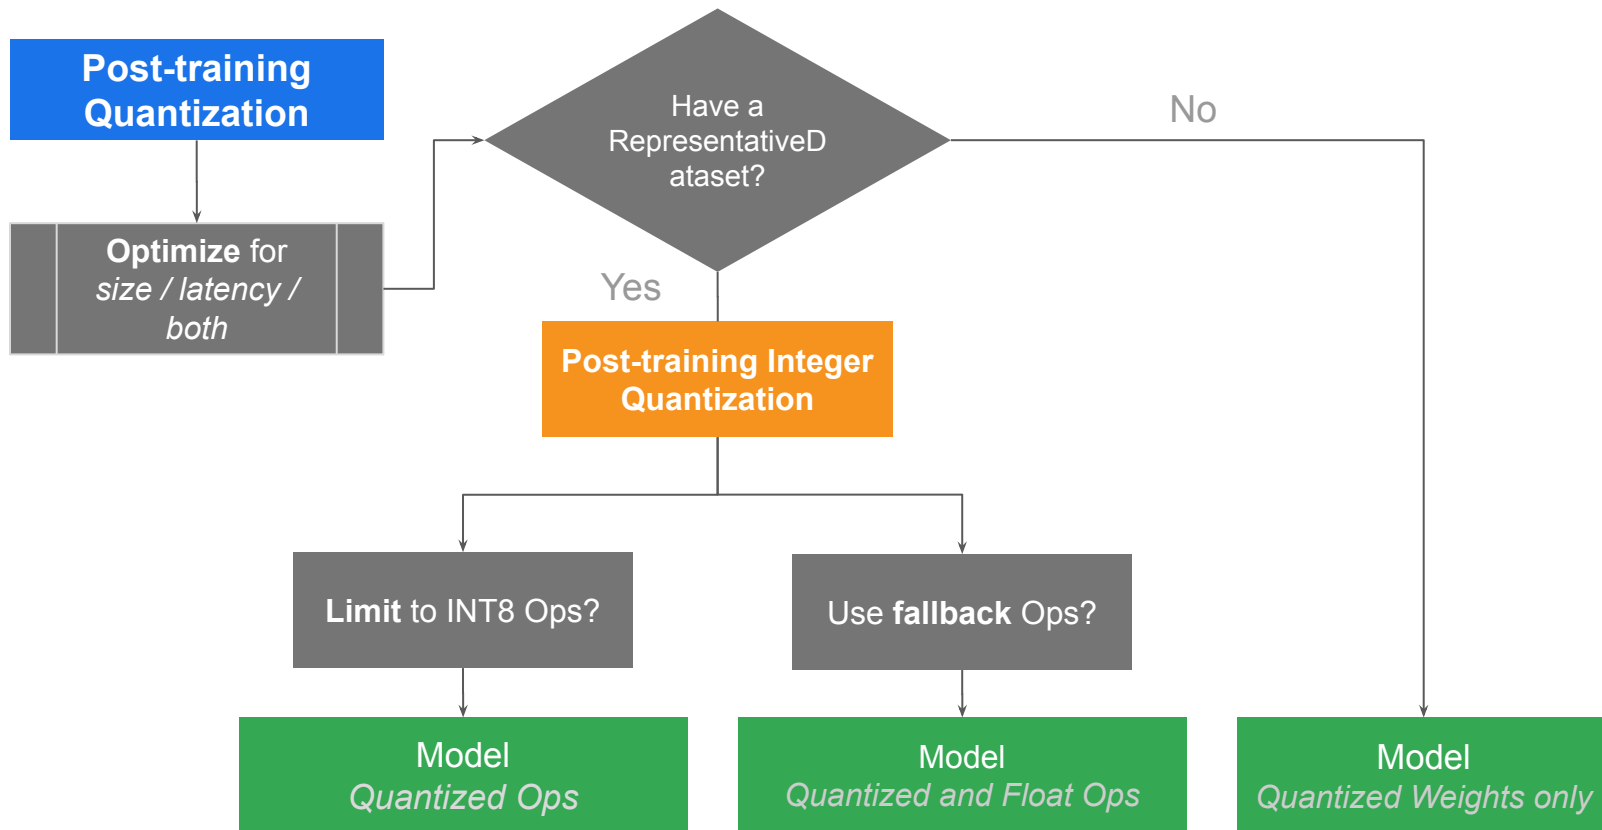 Post-training
Quantization
Optimize for
size / latency /
both
Have a
RepresentativeD
ataset?
No
Yes
Post-training Integer
Quantization
Limit to INT8 Ops?
Use fallback Ops?
Model
Quantized Ops
Model
Quantized and Float Ops
Model
Quantized Weights only